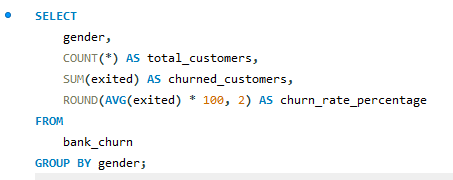 SELECT
gender,
COUNT(*) AS total_customers,
SUM(exited) AS churned_customers,
ROUND(AVG(exited) * 100, 2) AS churn_rate_percentage
FROM
bank_churn
GROUP BY gender;